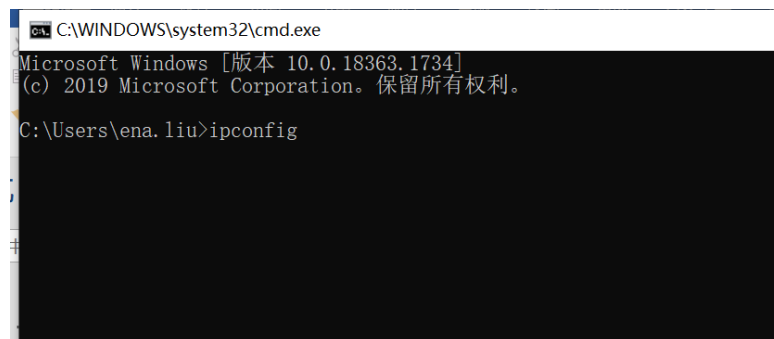 C:\WINDOWS\system32\cmd.exe
Microsoft Windows [版本 10.0.18363.1734]
(c) 2019 Microsoft Corporation。保留所有权利。
C:\Users\ena.liu>ipconfig